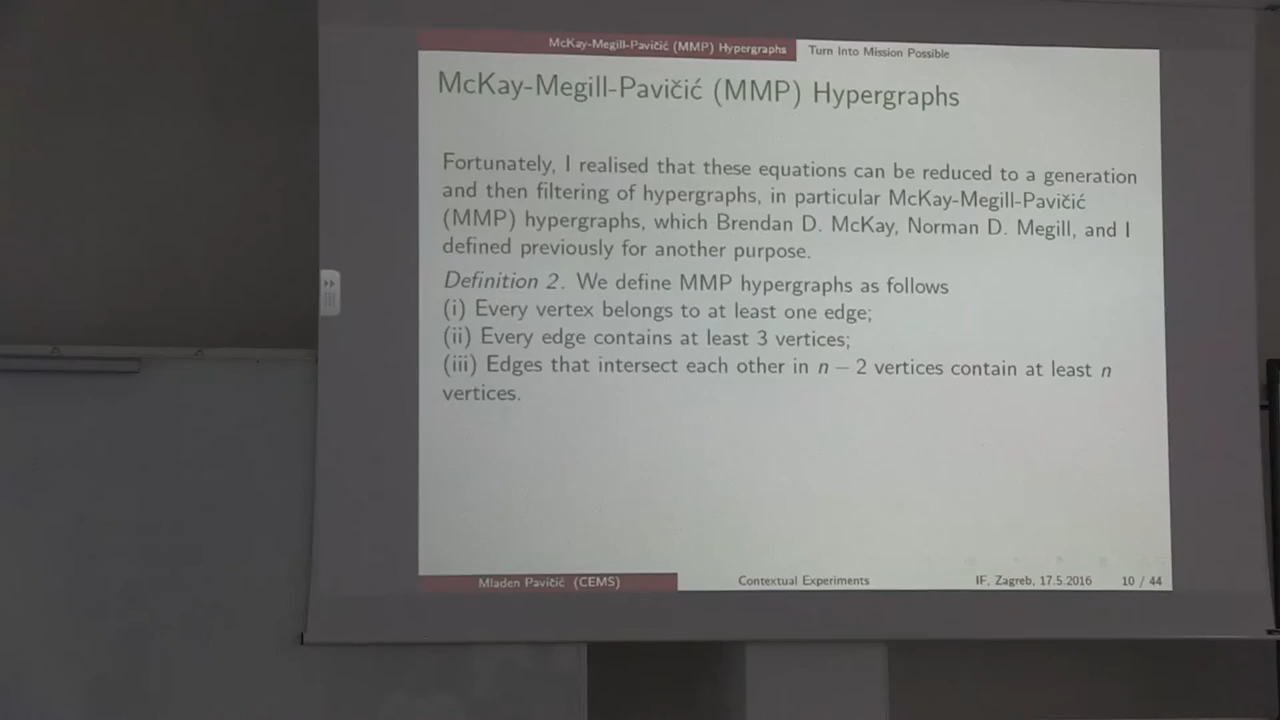 McKay-Megill-Pavičić (MMP) Hypergraphs Turn Into Mission Possible
McKay-Megill-Pavičić (MMP) Hypergraphs
Fortunately, I realised that these equations can be reduced to a generation
and then filtering of hypergraphs, in particular McKay-Megill-Pavičić
(MMP) hypergraphs, which Brendan D. McKay, Norman D. Megill, and I
defined previously for another purpose.
Definition 2. We define MMP hypergraphs as follows
(i) Every vertex belongs to at least one edge;
(ii) Every edge contains at least 3 vertices;
(iii) Edges that intersect each other in n − 2 vertices contain at least n
vertices.
Mladen Pavičić (CEMS) Contextual Experiments IF, Zagreb, 17.5.2016 10 / 44